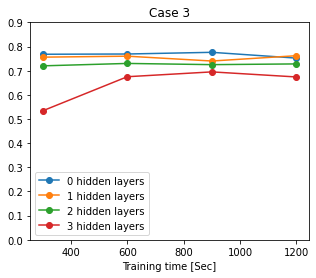 Case 3
0.9
0.8
0.7
0.6
0.5
0.4
0.3
0.2
0.1
0.0
0 hidden layers
1 hidden layers
2 hidden layers
3 hidden layers
400 600 800 1000 1200
Training time [Sec]